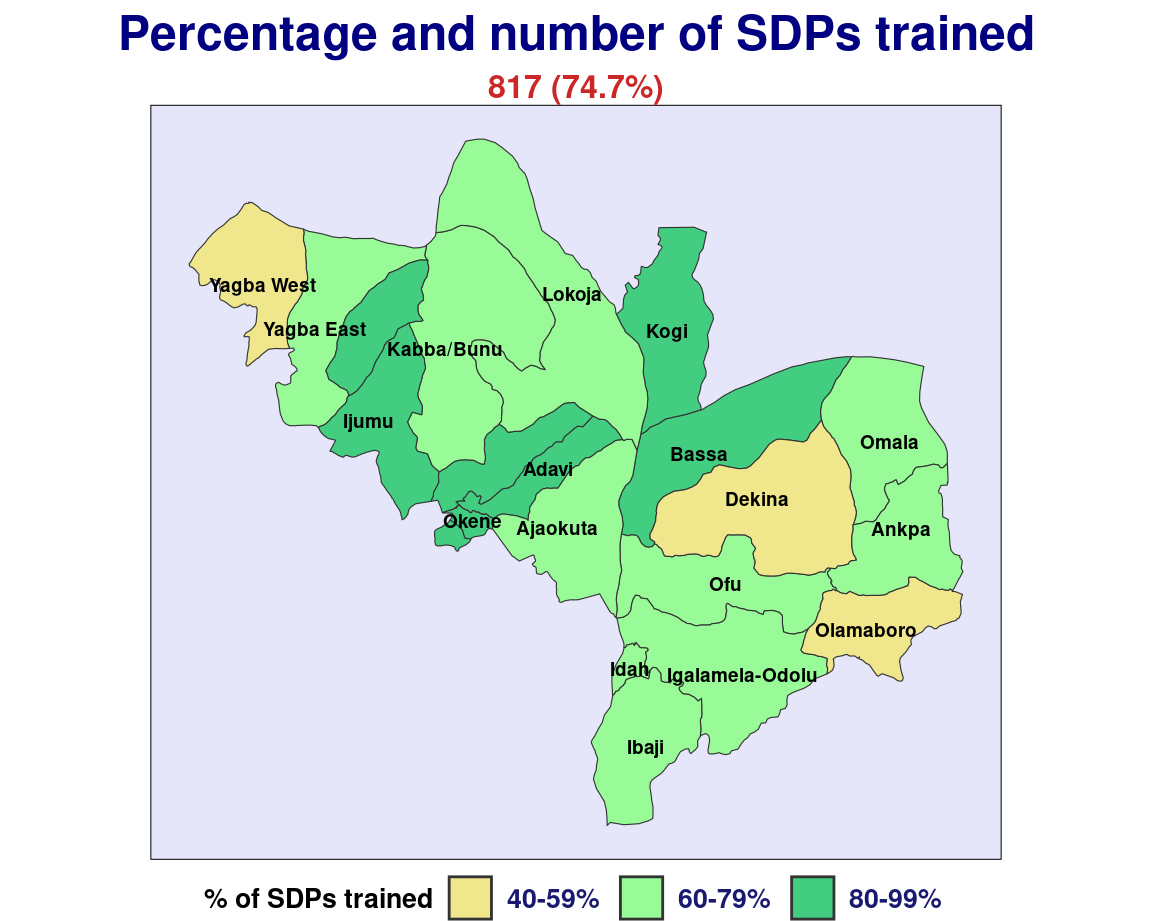 Percentage and number of SDPs trained
817 (74.7%)
Yagba West
Lokoja
Yagba East
Kogi
Kabba/Bunu
Ijumu
Omala
Bassa
Adavi
Dekina
Okene
Ajaokuta
Ankpa
Ofu
Olamaboro
Idah
Igalamela-Odolu
Ibaji
% of SDPs trained 40-59% 60-79% 80-99%